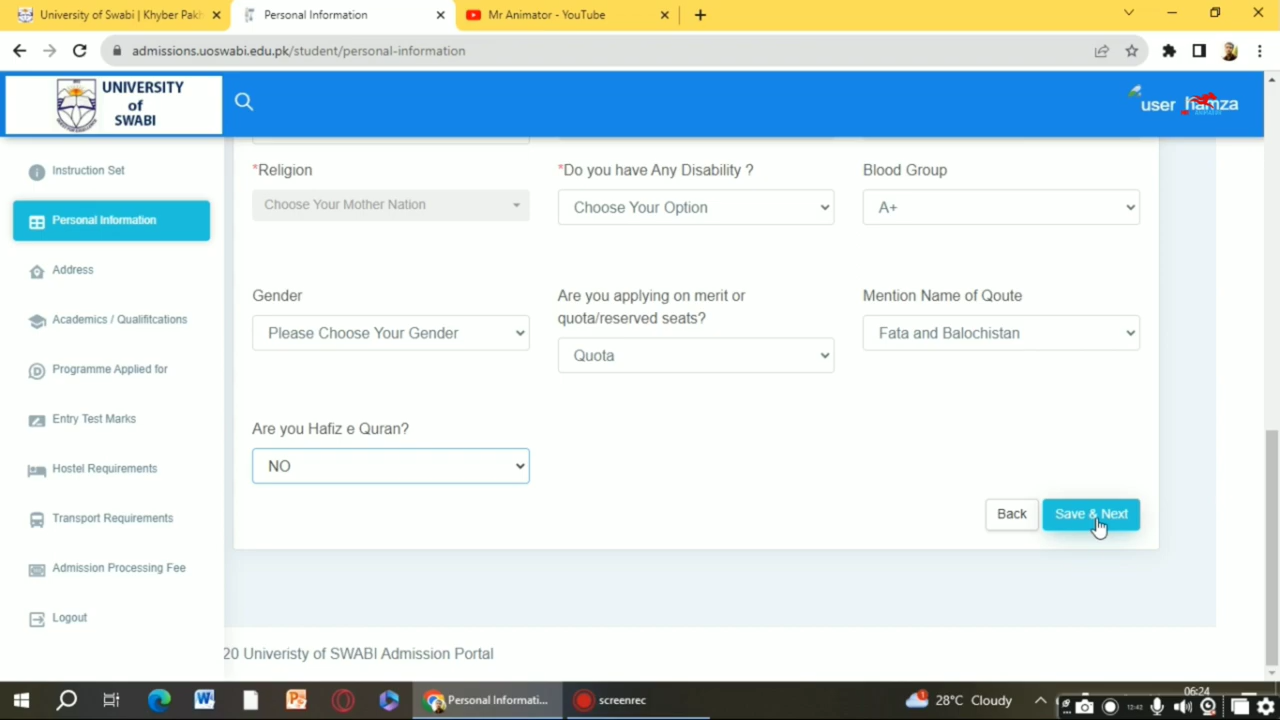 University of Swabi | Khyber Pakh
Personal Information
Mr Animator - YouTube
admissions.uoswabi.edu.pk/student/personal-information
UNIVERSITY
of
SWABI
user hamza
Instruction Set
Personal Information
Address
Academics / Qualifitcations
Programme Applied for
Entry Test Marks
Hostel Requirements
Transport Requirements
Admission Processing Fee
Logout
*Religion
*Do you have Any Disability ?
Blood Group
Choose Your Mother Nation
Choose Your Option
A+
Gender
Are you applying on merit or
quota/reserved seats?
Mention Name of Qoute
Please Choose Your Gender
Quota
Fata and Balochistan
Are you Hafiz e Quran?
NO
Back
Save & Next
20 Univeristy of SWABI Admission Portal
Personal Informati...
screenrec
28°C Cloudy
06:24
12:42